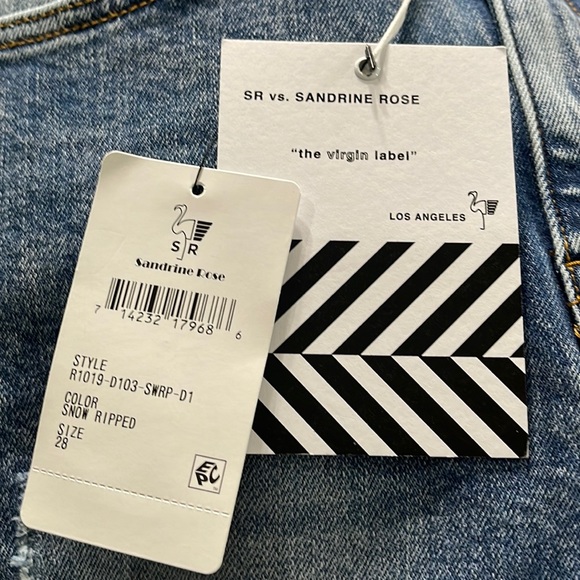 SR vs. SANDRINE ROSE
"the virgin label"
LOS ANGELES
S R
Sandrine Rose
7 14232 17968 6
STYLE
R1019-D103-SWRP-D1
COLOR
SNOW RIPPED
SIZE
28
EPC